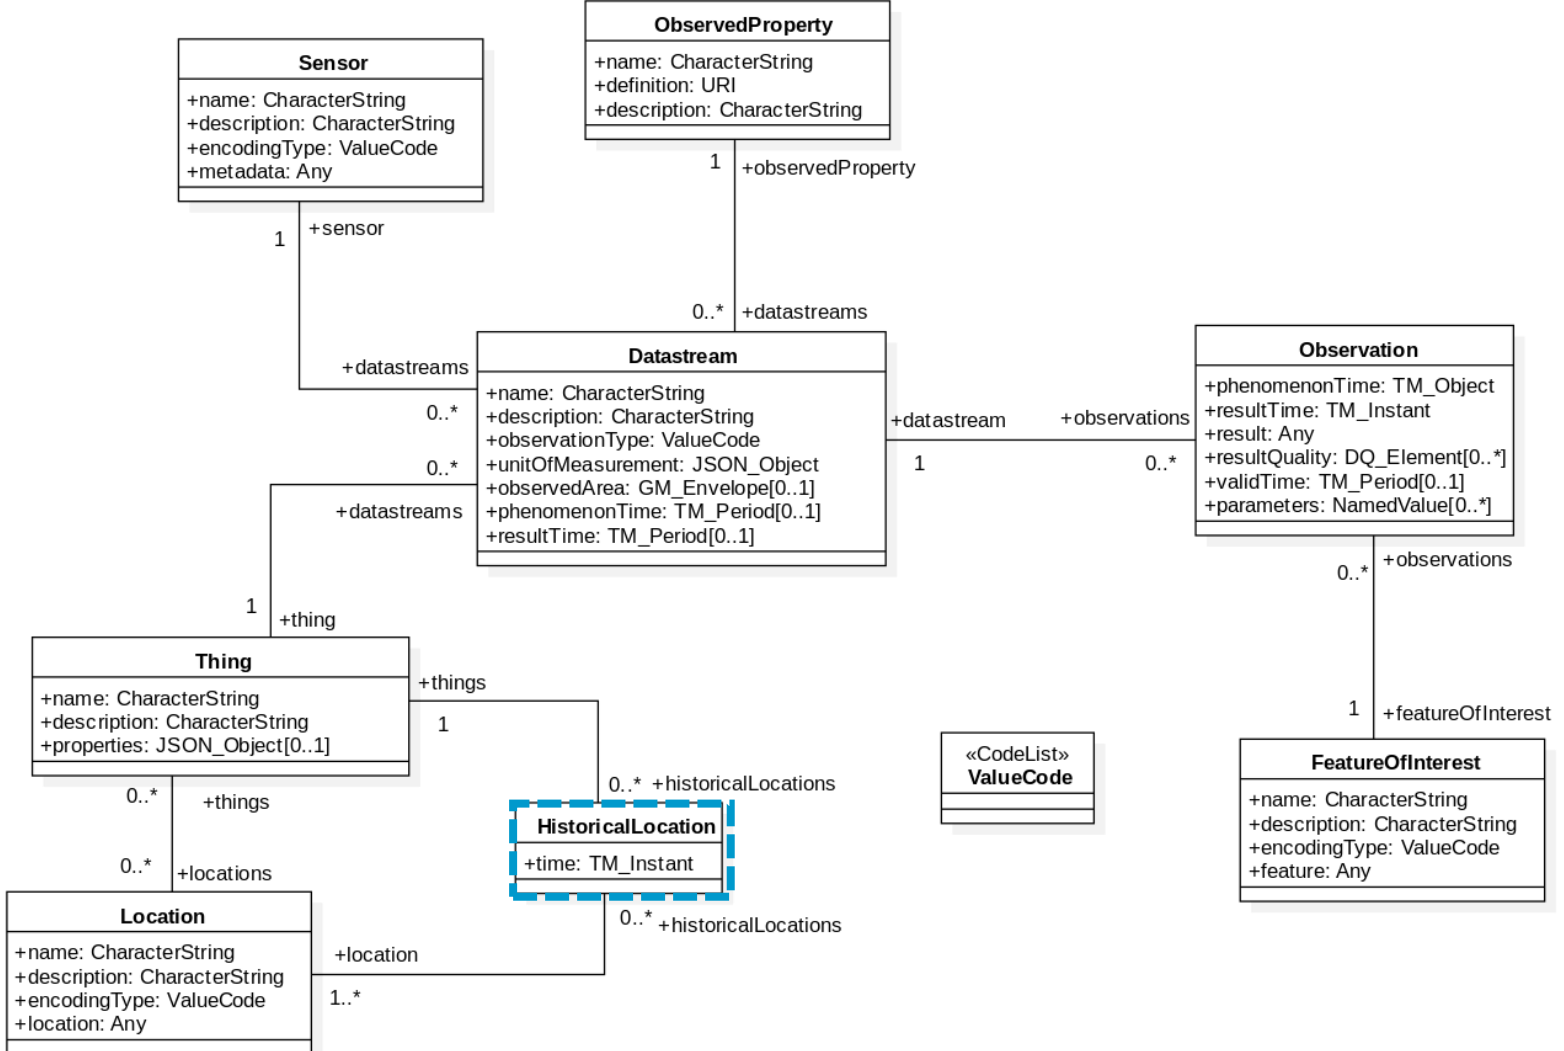 ObservedProperty
+name: CharacterString
+definition: URI
+description: CharacterString
Sensor
+name: CharacterString
+description: CharacterString
+encodingType: ValueCode
+metadata: Any
1
+observedProperty
1
+sensor
0..*
+datastreams
+datastreams
0..*
Datastream
+name: CharacterString
+description: CharacterString
+observationType: ValueCode
+unitOfMeasurement: JSON_Object
+observedArea: GM_Envelope[0..1]
+phenomenonTime: TM_Period[0..1]
+resultTime: TM_Period[0..1]
+datastream
1
+observations
0..*
Observation
+phenomenonTime: TM_Object
+resultTime: TM_Instant
+result: Any
+resultQuality: DQ_Element[0..*]
+validTime: TM_Period[0..1]
+parameters: NamedValue[0..*]
0..*
+datastreams
1
+thing
+observations
0..*
1
+featureOfInterest
Thing
+name: CharacterString
+description: CharacterString
+properties: JSON_Object[0..1]
+things
1
0..*
+historicalLocations
HistoricalLocation
+time: TM_Instant
0..*
+historicalLocations
«CodeList»
ValueCode
FeatureOfInterest
+name: CharacterString
+description: CharacterString
+encodingType: ValueCode
+feature: Any
0..*
+things
0..*
+locations
Location
+name: CharacterString
+description: CharacterString
+encodingType: ValueCode
+location: Any
+location
1..*